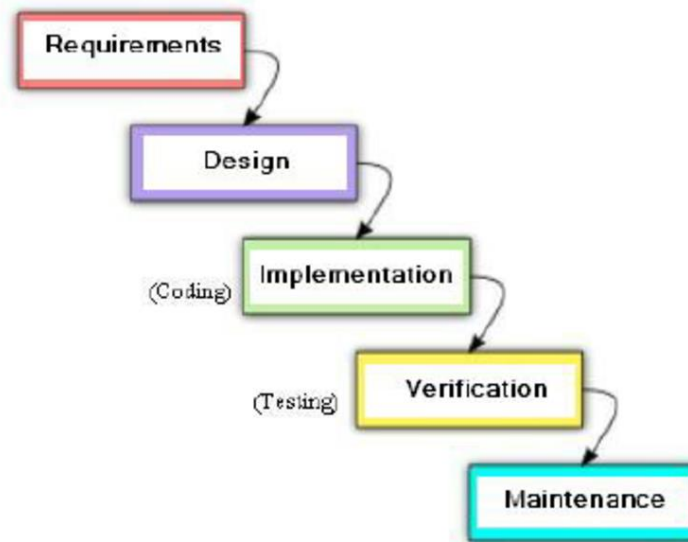 Requirements
Design
Implementation
(Coding)
Verification
(Testing)
Maintenance